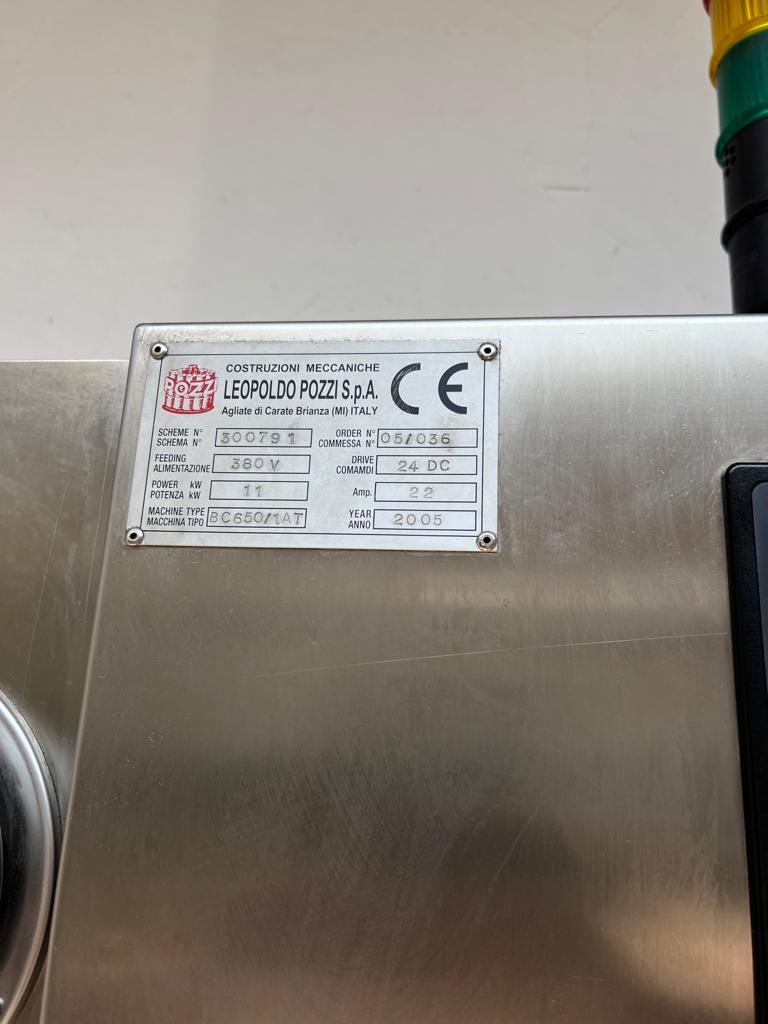 COSTRUZIONI MECCANICHE
POZZI
LEOPOLDO POZZI S.p.A.
CE
Agliate di Carate Brianza (MI) ITALY
SCHEME N° 300791 ORDER N° 05/036
SCHEMA N° COMMESSA N°
FEEDING 380 V DRIVE 24 DC
ALIMENTAZIONE COMAMDI
POWER kW 11 Amp. 22
POTENZA kW
MACHINE TYPE BC650/1AT YEAR 2005
MACCHINA TIPO ANNO